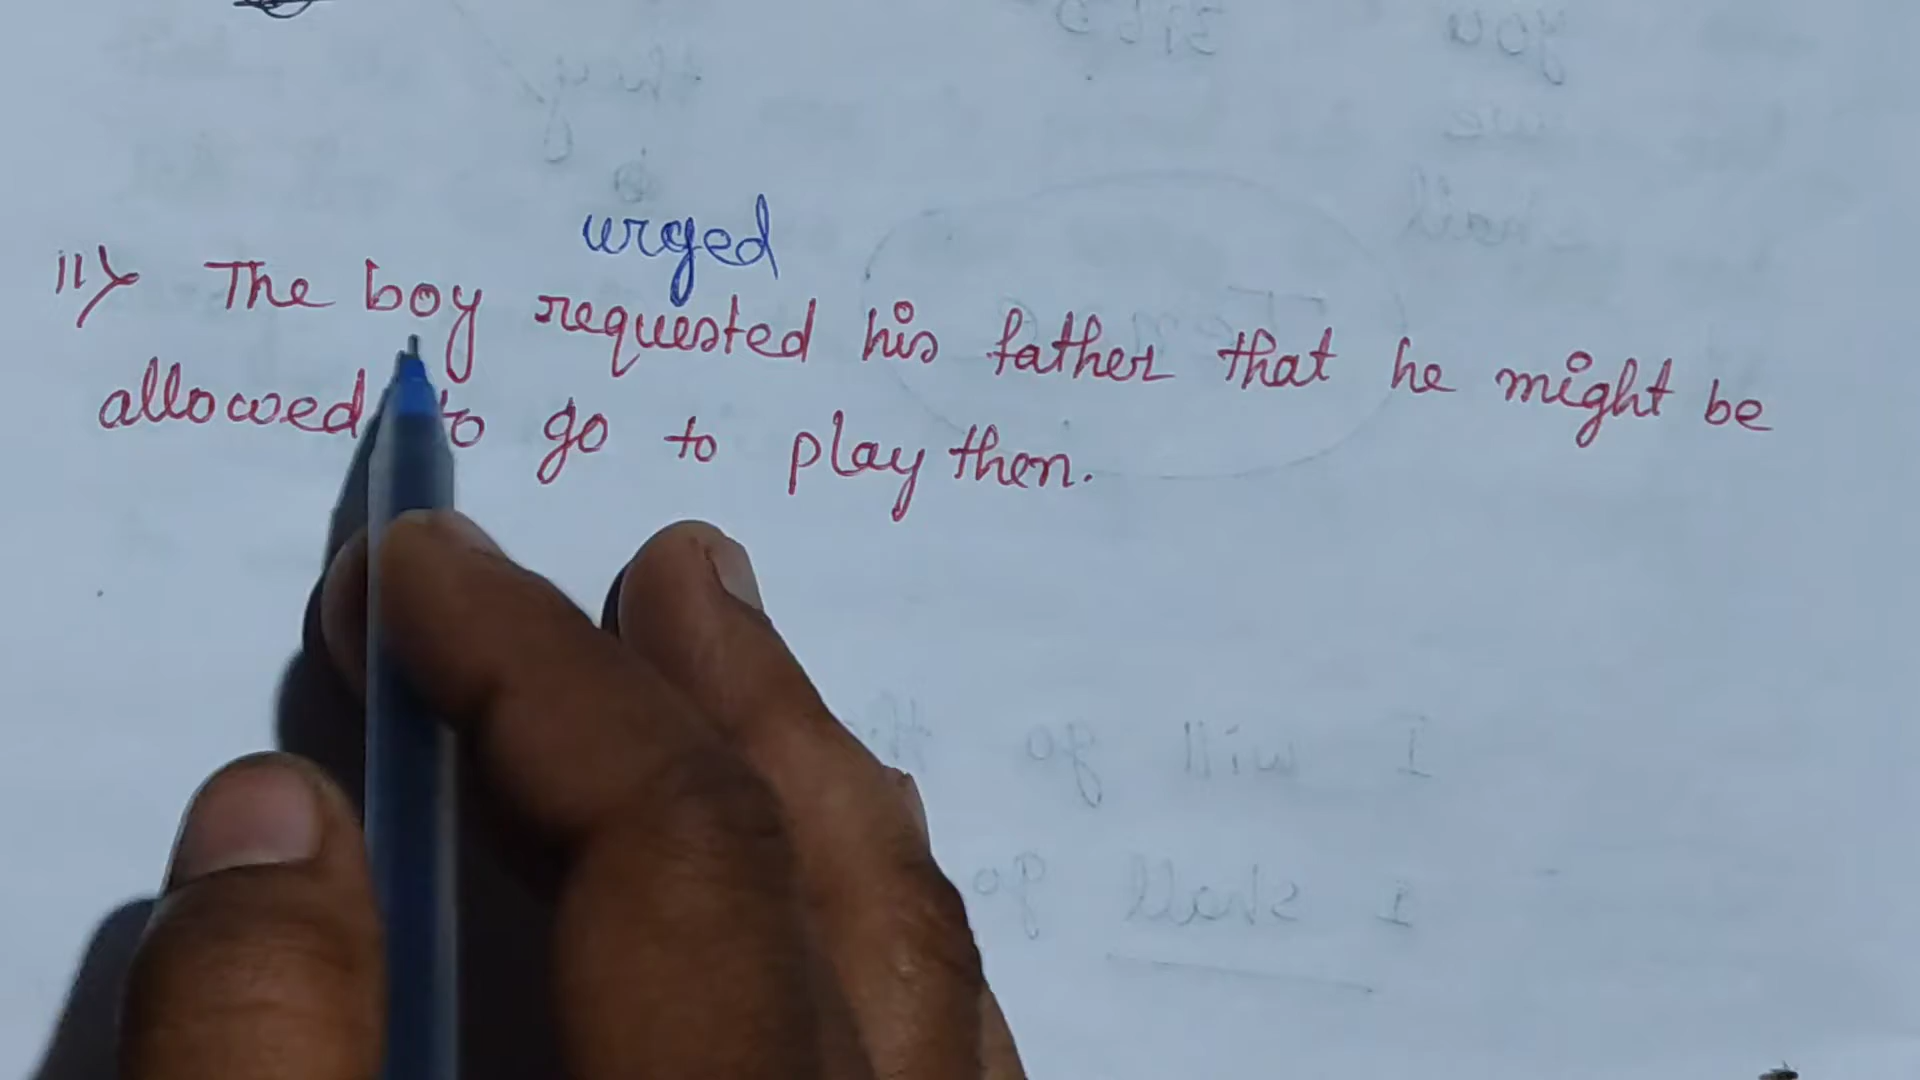 urged
11) The boy requested his father that he might be
allowed to go to play then.